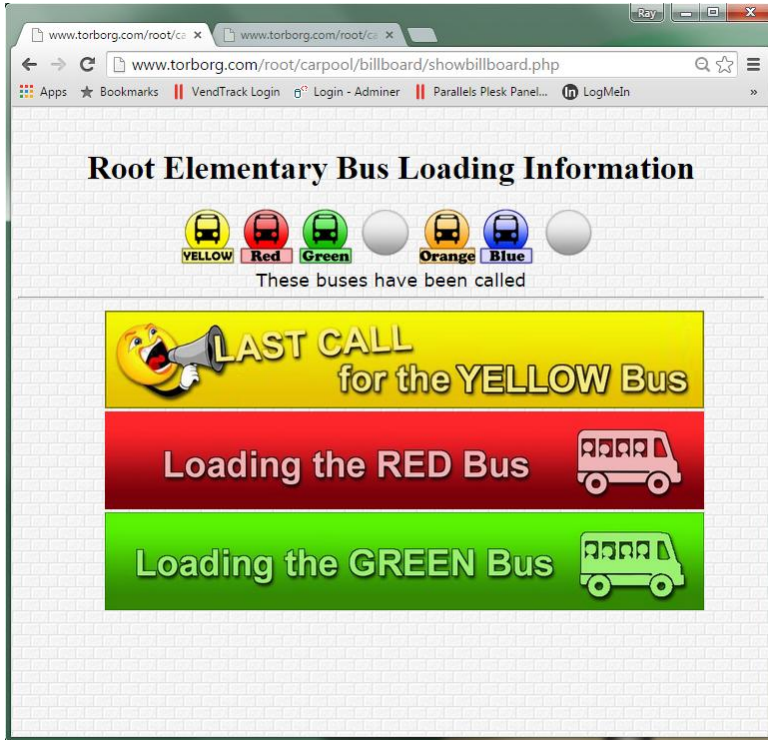 Ray
www.torborg.com/root/ca
www.torborg.com/root/ca
www.torborg.com/root/carpool/billboard/showbillboard.php
Apps Bookmarks VendTrack Login Login - Adminer Parallels Plesk Panel... in LogMeIn »
Root Elementary Bus Loading Information
YELLOW Red Green Orange Blue
These buses have been called
LAST CALL
for the YELLOW Bus
Loading the RED Bus
Loading the GREEN Bus